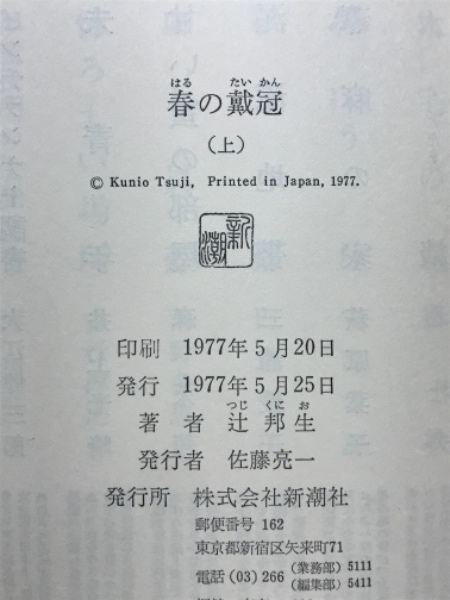 はる たいかん
春の戴冠
（上）
© Kunio Tsuji, Printed in Japan, 1977.
新潮
印刷 1977年5月20日
発行 1977年5月25日
つじ くに お
著者 辻邦生
発行者 佐藤亮一
発行所 株式会社新潮社
郵便番号 162
東京都新宿区矢来町71
電話(03)266(業務部)5111
(編集部)5411